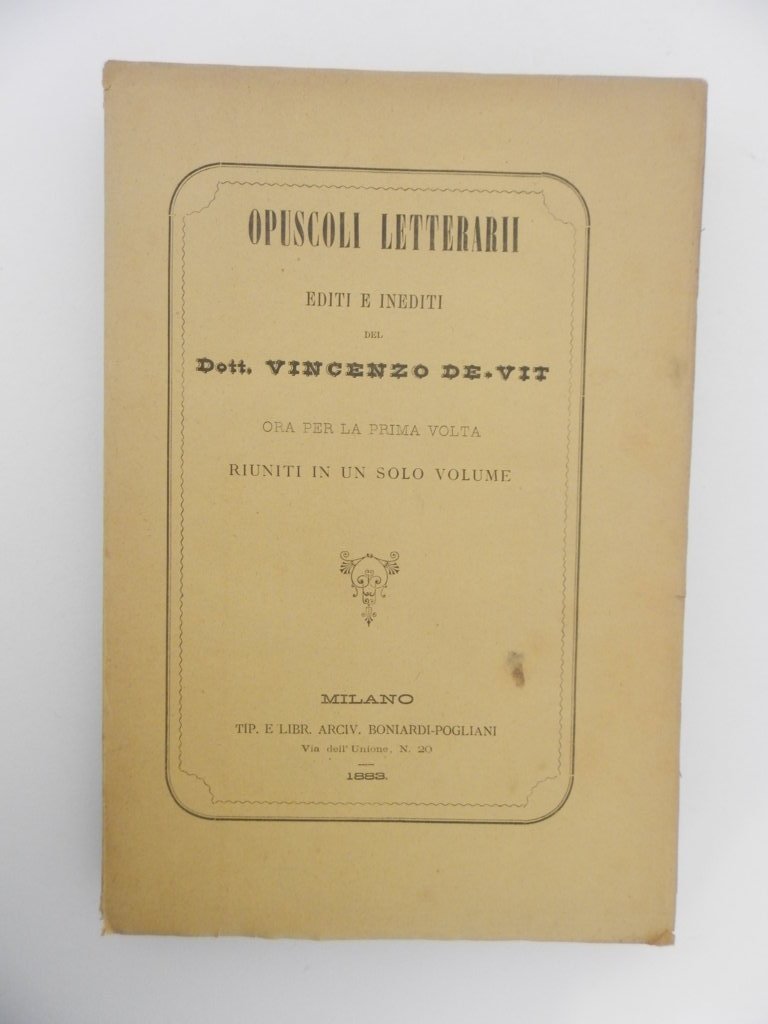 OPUSCOLI LETTERARII
EDITI E INEDITI
DEL
Dott. VINCENZO DE-VIT
ORA PER LA PRIMA VOLTA
RIUNITI IN UN SOLO VOLUME
MILANO
TIP. E LIBR. ARCIV. BONIARDI-POGLIANI
Via dell'Unione, N. 20
1883.